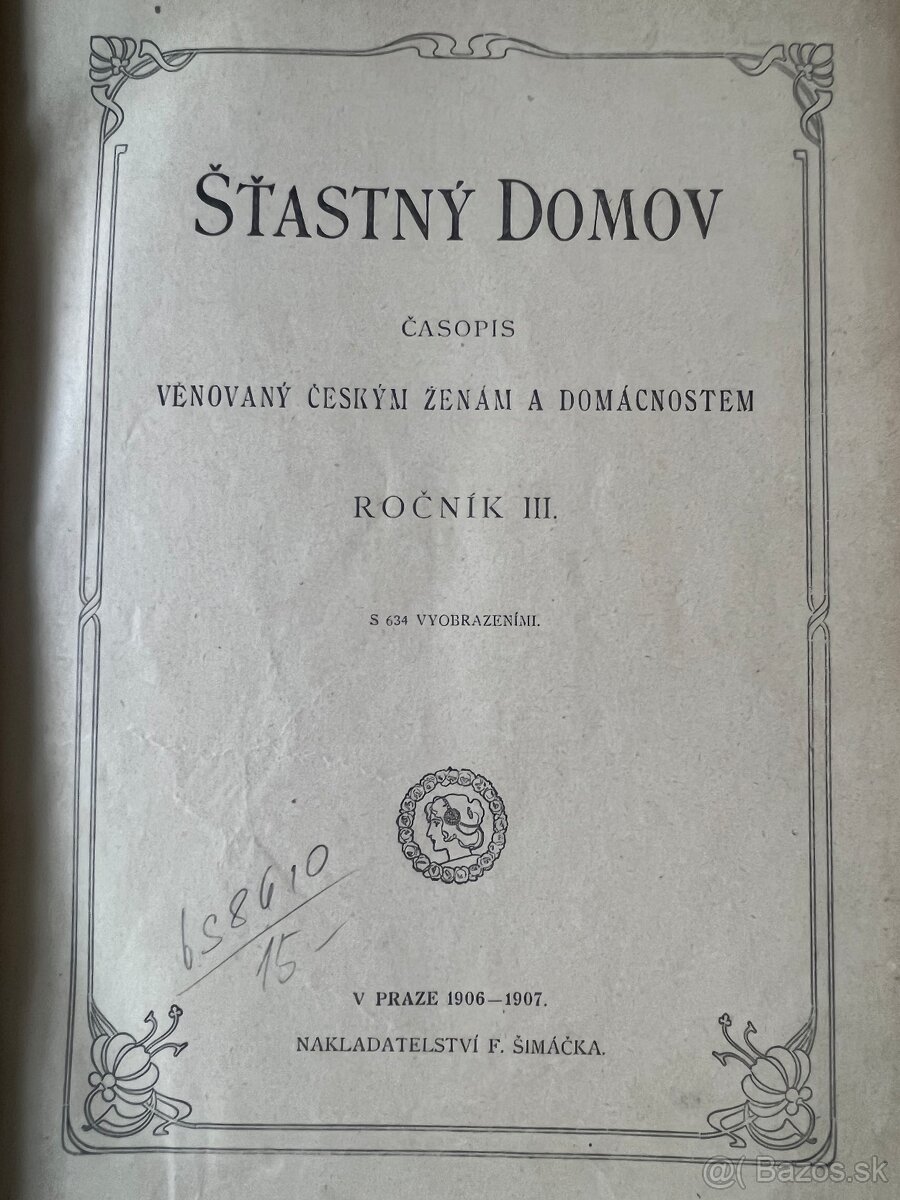 ŠŤASTNÝ DOMOV
ČASOPIS
VĚNOVANÝ ČESKÝM ŽENÁM A DOMÁCNOSTEM
ROČNÍK III.
S 634 VYOBRAZENÍMI.
15-
V PRAZE 1906—1907.
NAKLADATELSTVÍ F. ŠIMÁČKA.
@( Bazos.sk